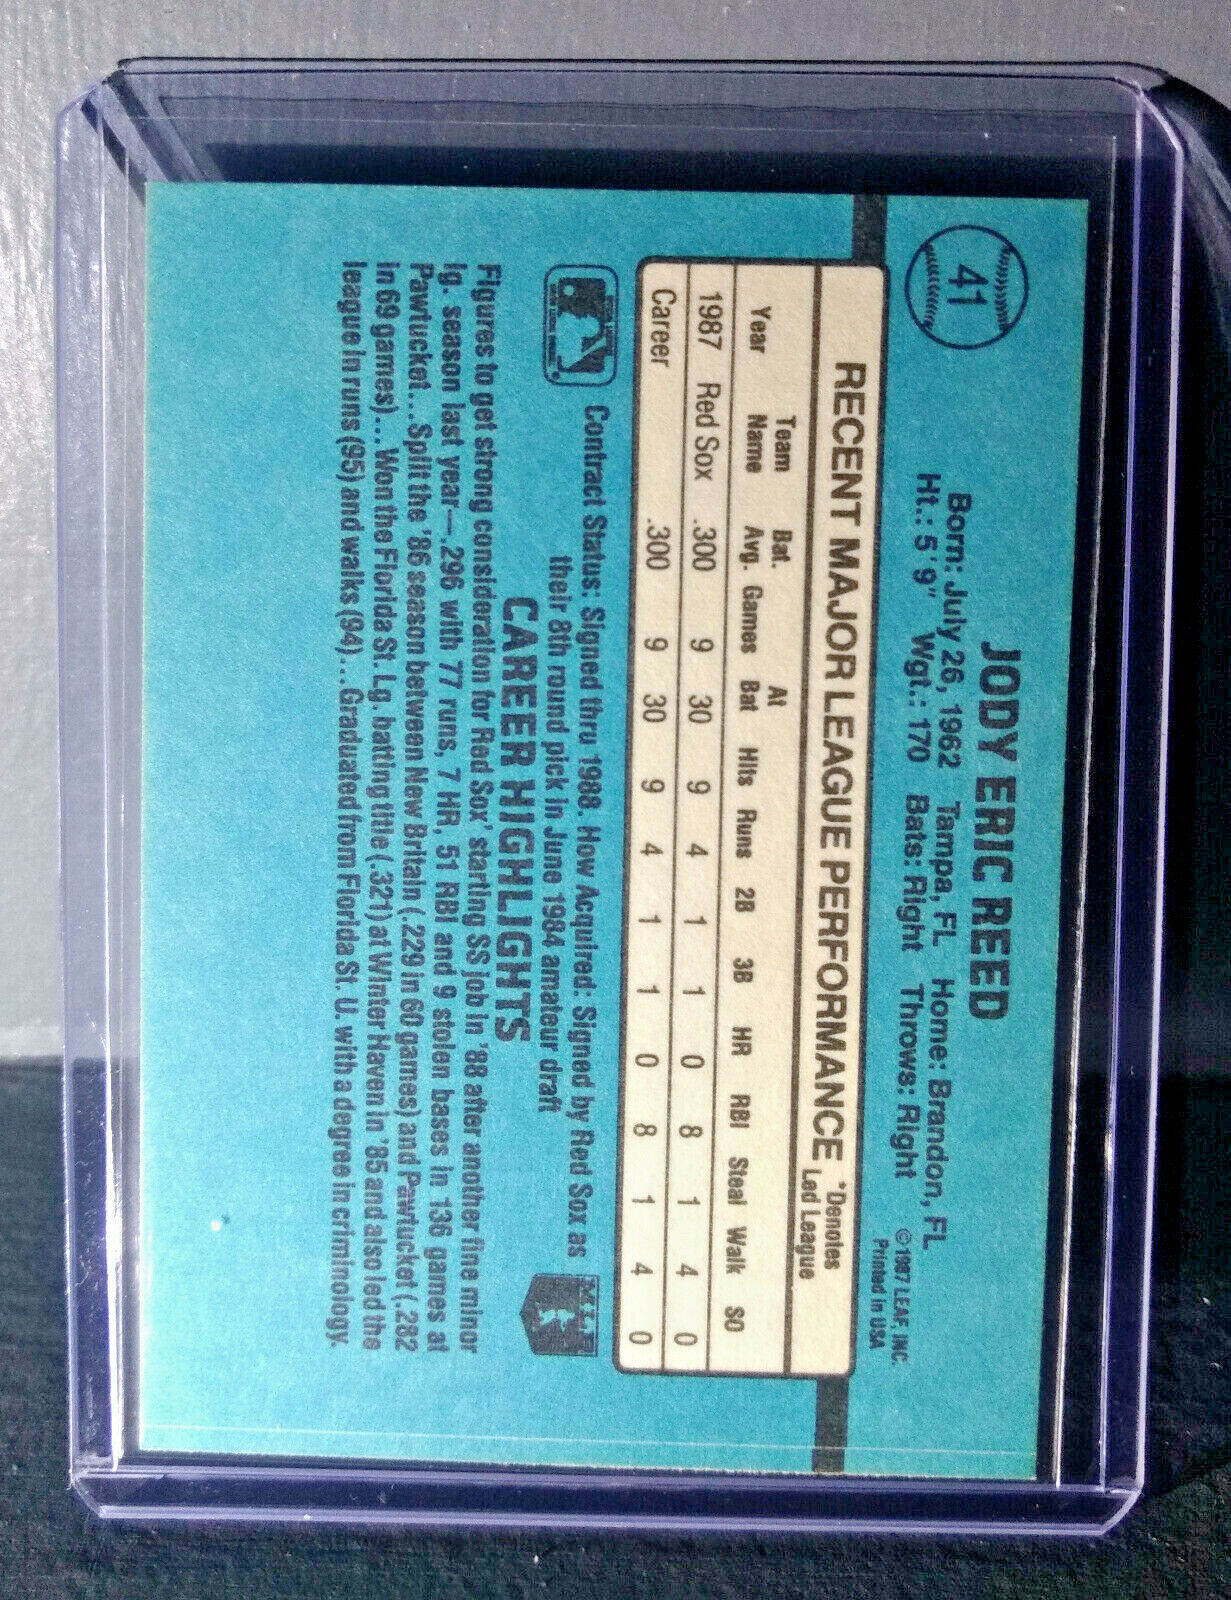 41
JODY ERIC REED
Born: July 26, 1962 Tampa, FL Home: Brandon, FL
Ht.: 5'9" Wgt.: 170 Bats: Right Throws: Right
©1987 LEAF, INC.
Printed in USA
RECENT MAJOR LEAGUE PERFORMANCE *Denotes Led League
Year Team Name Bat. Avg. Games At Bat Hits Runs 2B 3B HR RBI Steal Walk SO
1987 Red Sox .300 9 30 9 4 1 1 0 8 1 4 0
Career .300 9 30 9 4 1 1 0 8 1 4 0
Contract Status: Signed thru 1988. How Acquired: Signed by Red Sox as
their 8th round pick in June 1984 amateur draft
CAREER HIGHLIGHTS
Figures to get strong consideration for Red Sox' starting SS job in '88 after another fine minor
lg. season last year—.296 with 77 runs, 7 HR, 51 RBI and 9 stolen bases in 136 games at
Pawtucket...Split the '86 season between New Britain (.229 in 60 games) and Pawtucket (.282
in 69 games)...Won the Florida St. Lg. batting title (.321) at Winter Haven in '85 and also led the
league in runs (95) and walks (94)...Graduated from Florida St. U. with a degree in criminology.